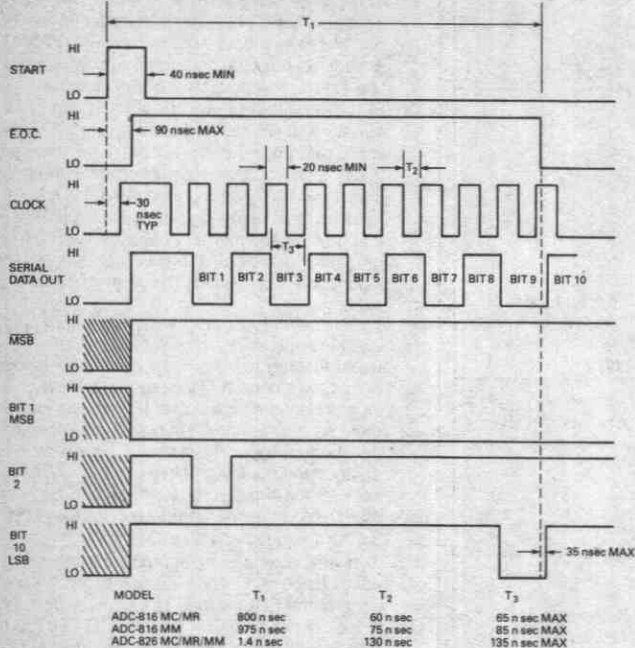 T1
HI
START
40 nsec MIN
LO
HI
E.O.C.
90 nsec MAX
LO
20 nsec MIN
T2
HI
CLOCK
30
nsec
TYP
LO
T3
HI
SERIAL
DATA OUT
BIT 1 BIT 2 BIT 3 BIT 4 BIT 5 BIT 6 BIT 7 BIT 8 BIT 9 BIT 10
LO
HI
MSB
LO
HI
BIT 1
MSB
LO
HI
BIT
2
LO
HI
BIT
10
LSB
35 nsec MAX
LO
MODEL T1 T2 T3
ADC-816 MC/MR 800 n sec 60 n sec 65 n sec MAX
ADC-816 MM 975 n sec 75 n sec 85 n sec MAX
ADC-826 MC/MR/MM 1.4 n sec 130 n sec 135 n sec MAX